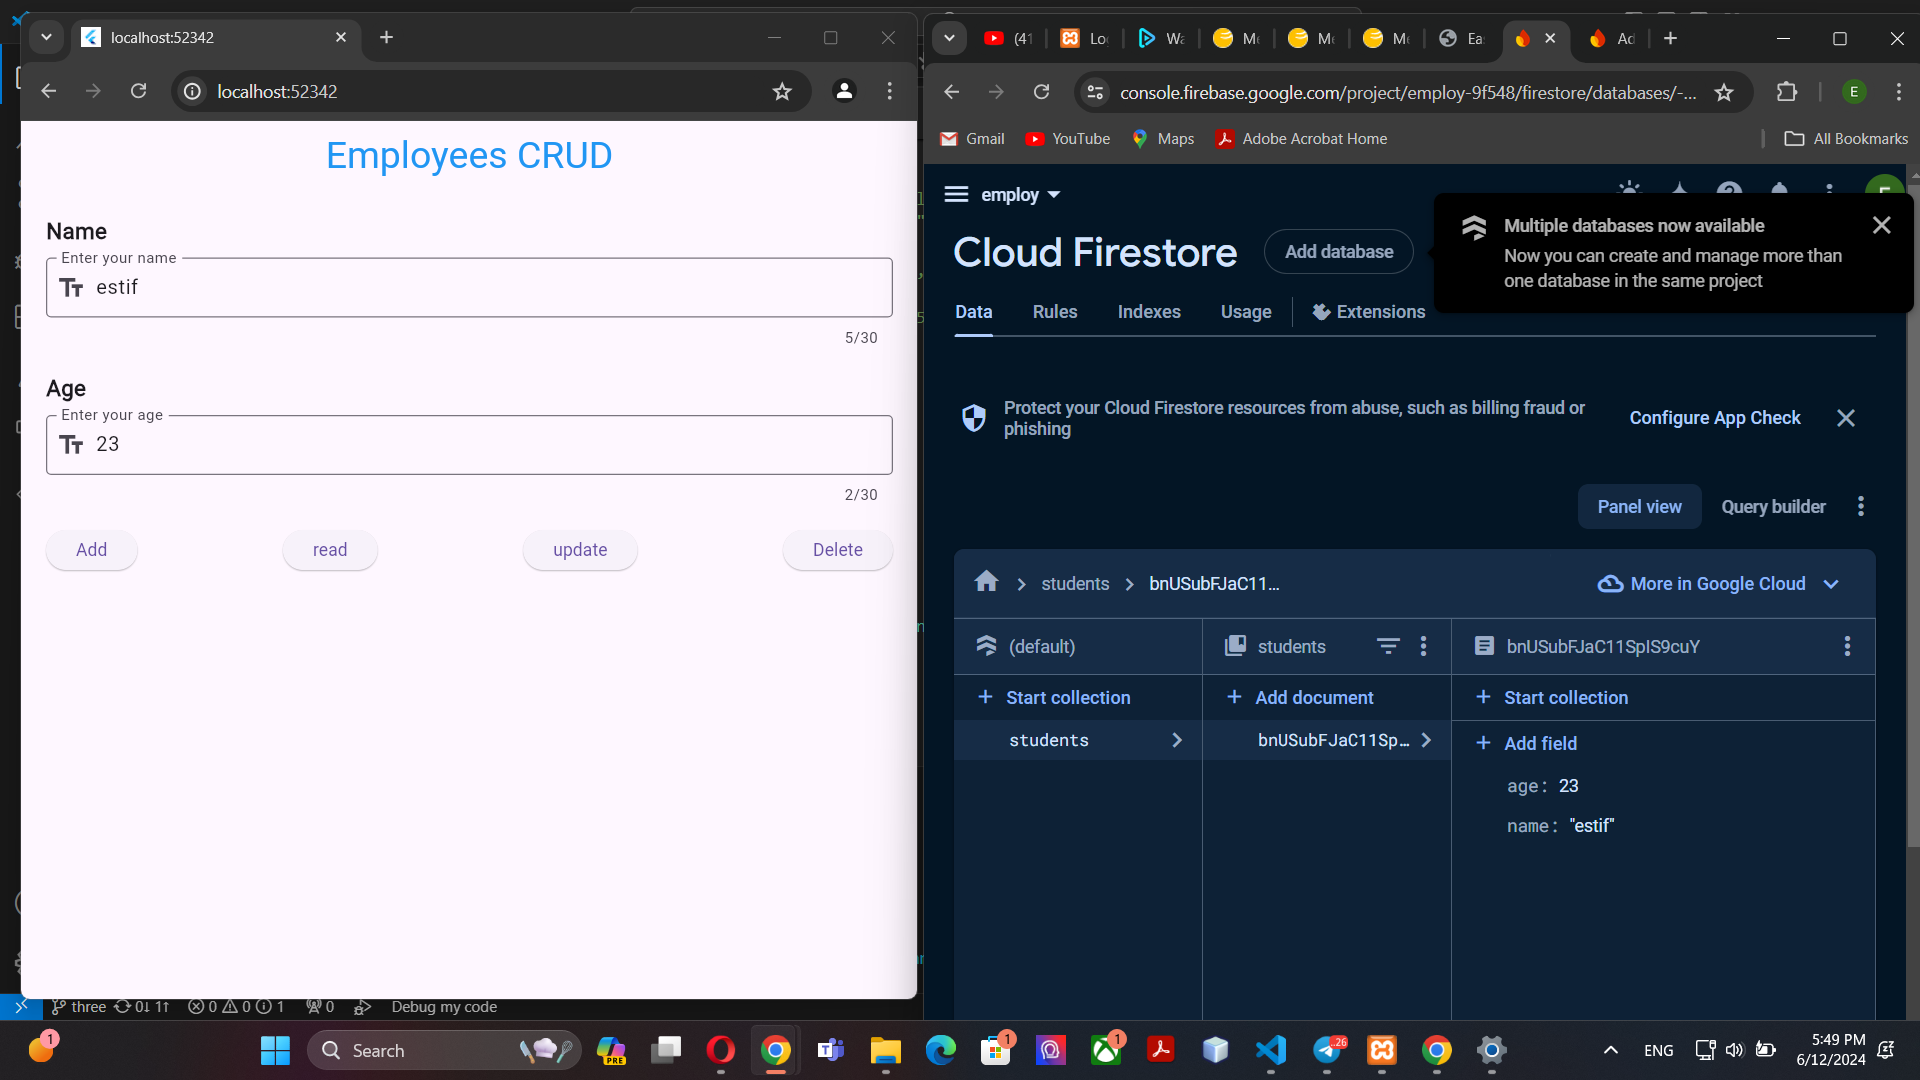 localhost:52342
localhost:52342
Employees CRUD
Name
Enter your name
estif
5/30
Age
Enter your age
23
2/30
Add
read
update
Delete
three
0↓ 1↑
0
0
1
0
Debug my code
(41
Lo
Wa
Me
Me
Me
Ea
Ad
console.firebase.google.com/project/employ-9f548/firestore/databases/-...
E
Gmail
YouTube
Maps
Adobe Acrobat Home
All Bookmarks
employ
Cloud Firestore
Add database
Multiple databases now available
Now you can create and manage more than
one database in the same project
Data
Rules
Indexes
Usage
Extensions
Protect your Cloud Firestore resources from abuse, such as billing fraud or
phishing
Configure App Check
Panel view
Query builder
students
bnUSubFJaC11...
More in Google Cloud
(default)
students
bnUSubFJaC11SpIS9cuY
Start collection
Add document
Start collection
students
bnUSubFJaC11Sp...
Add field
age: 23
name: "estif"
1
Search
PRE
1
1
..26
ENG
5:49 PM
6/12/2024